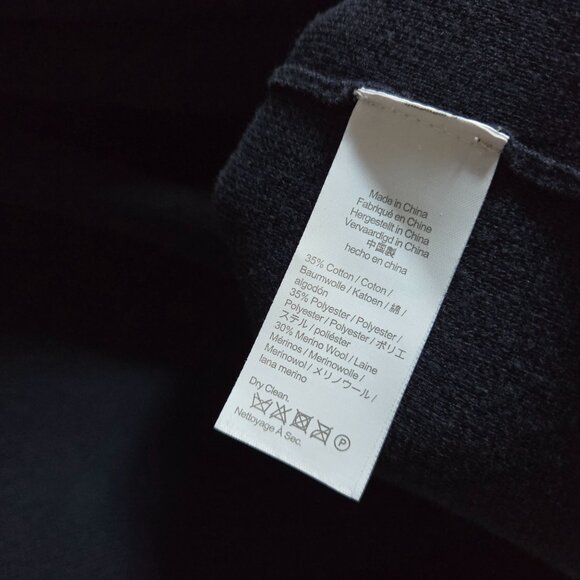 Made in China
Fabriqué en Chine
Hergestellt in China
Vervaardigd in China
中国製
hecho en china
35% Cotton / Coton /
Baumwolle / Katoen / 綿 /
algodón
35% Polyester / Polyester /
Polyester / Polyester / ポリエ
ステル / poliéster
30% Merino Wool / Laine
Mérinos / Merinowolle /
Merinowol / メリノウール /
lana merino
Dry Clean.
P
Nettoyage À Sec.